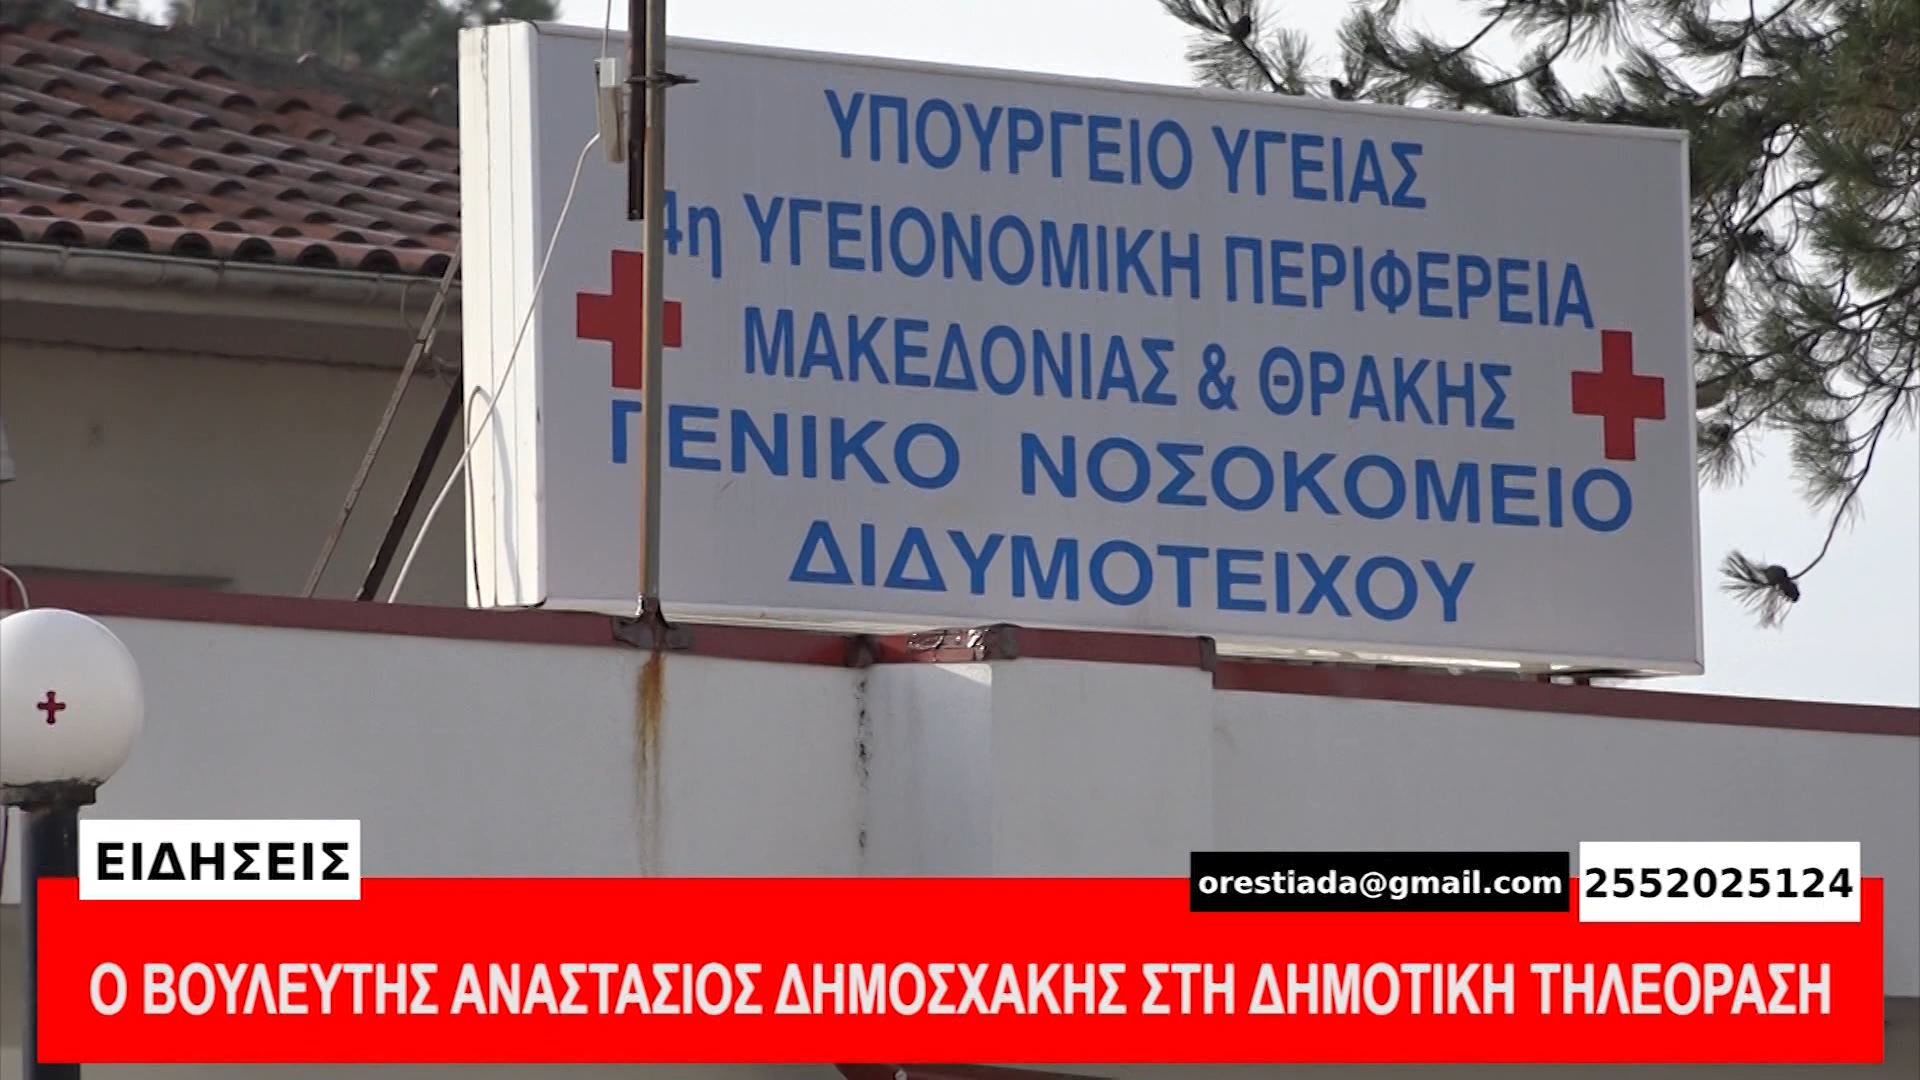 ΥΠΟΥΡΓΕΙΟ ΥΓΕΙΑΣ
4η ΥΓΕΙΟΝΟΜΙΚΗ ΠΕΡΙΦΕΡΕΙΑ
ΜΑΚΕΔΟΝΙΑΣ & ΘΡΑΚΗΣ
ΓΕΝΙΚΟ ΝΟΣΟΚΟΜΕΙΟ
ΔΙΔΥΜΟΤΕΙΧΟΥ
ΕΙΔΗΣΕΙΣ
orestiada@gmail.com 2552025124
Ο ΒΟΥΛΕΥΤΗΣ ΑΝΑΣΤΑΣΙΟΣ ΔΗΜΟΣΧΑΚΗΣ ΣΤΗ ΔΗΜΟΤΙΚΗ ΤΗΛΕΟΡΑΣΗ